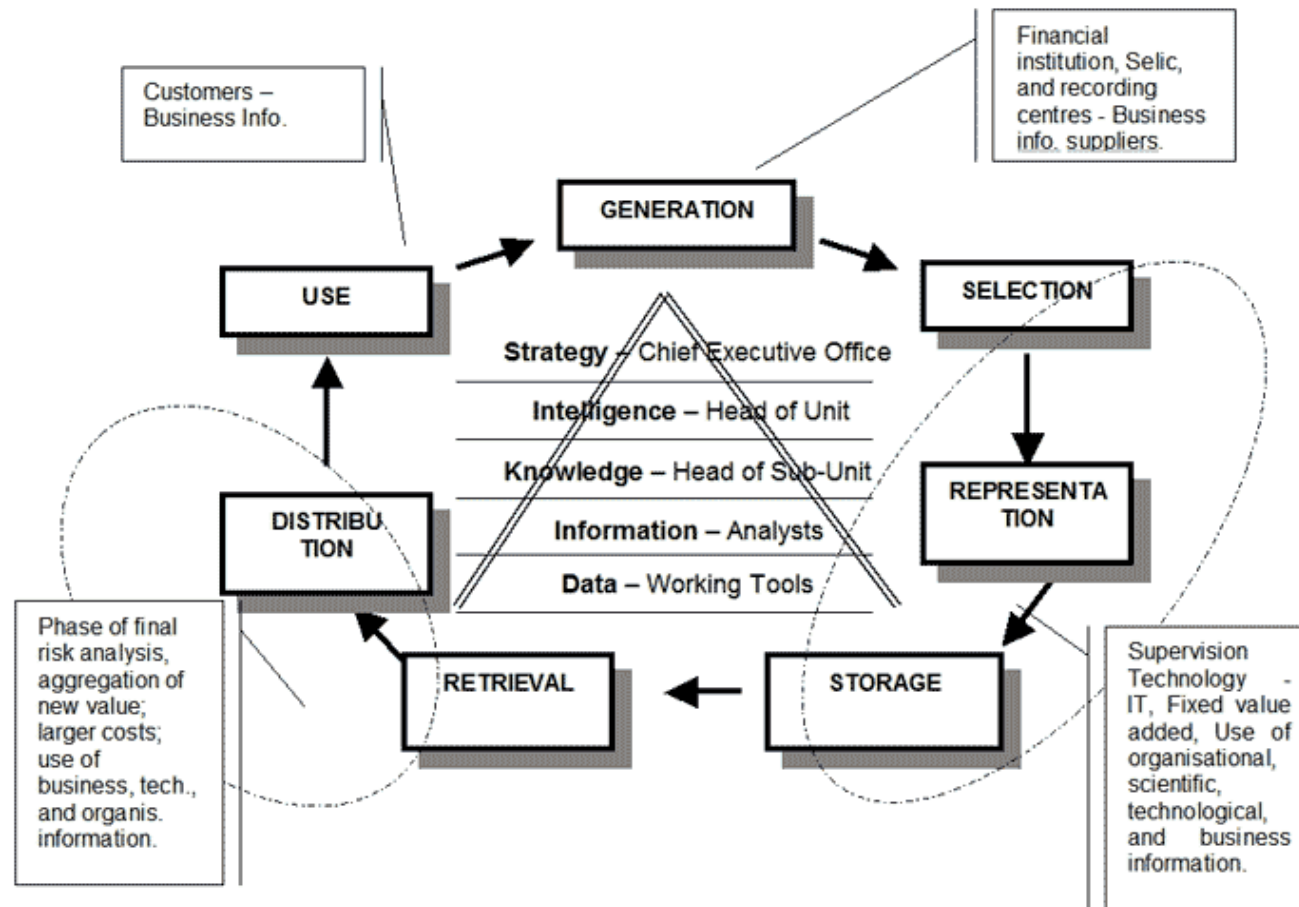 Customers –
Business Info.
Financial
institution, Selic,
and recording
centres - Business
info. suppliers.
GENERATION
USE
SELECTION
Strategy – Chief Executive Office
Intelligence – Head of Unit
Knowledge – Head of Sub-Unit
Information – Analysts
Data – Working Tools
DISTRIBU
TION
REPRESENTA
TION
RETRIEVAL
STORAGE
Phase of final
risk analysis,
aggregation of
new value;
larger costs;
use of
business, tech.,
and organis.
information.
Supervision
Technology -
IT, Fixed value
added, Use of
organisational,
scientific,
technological,
and business
information.